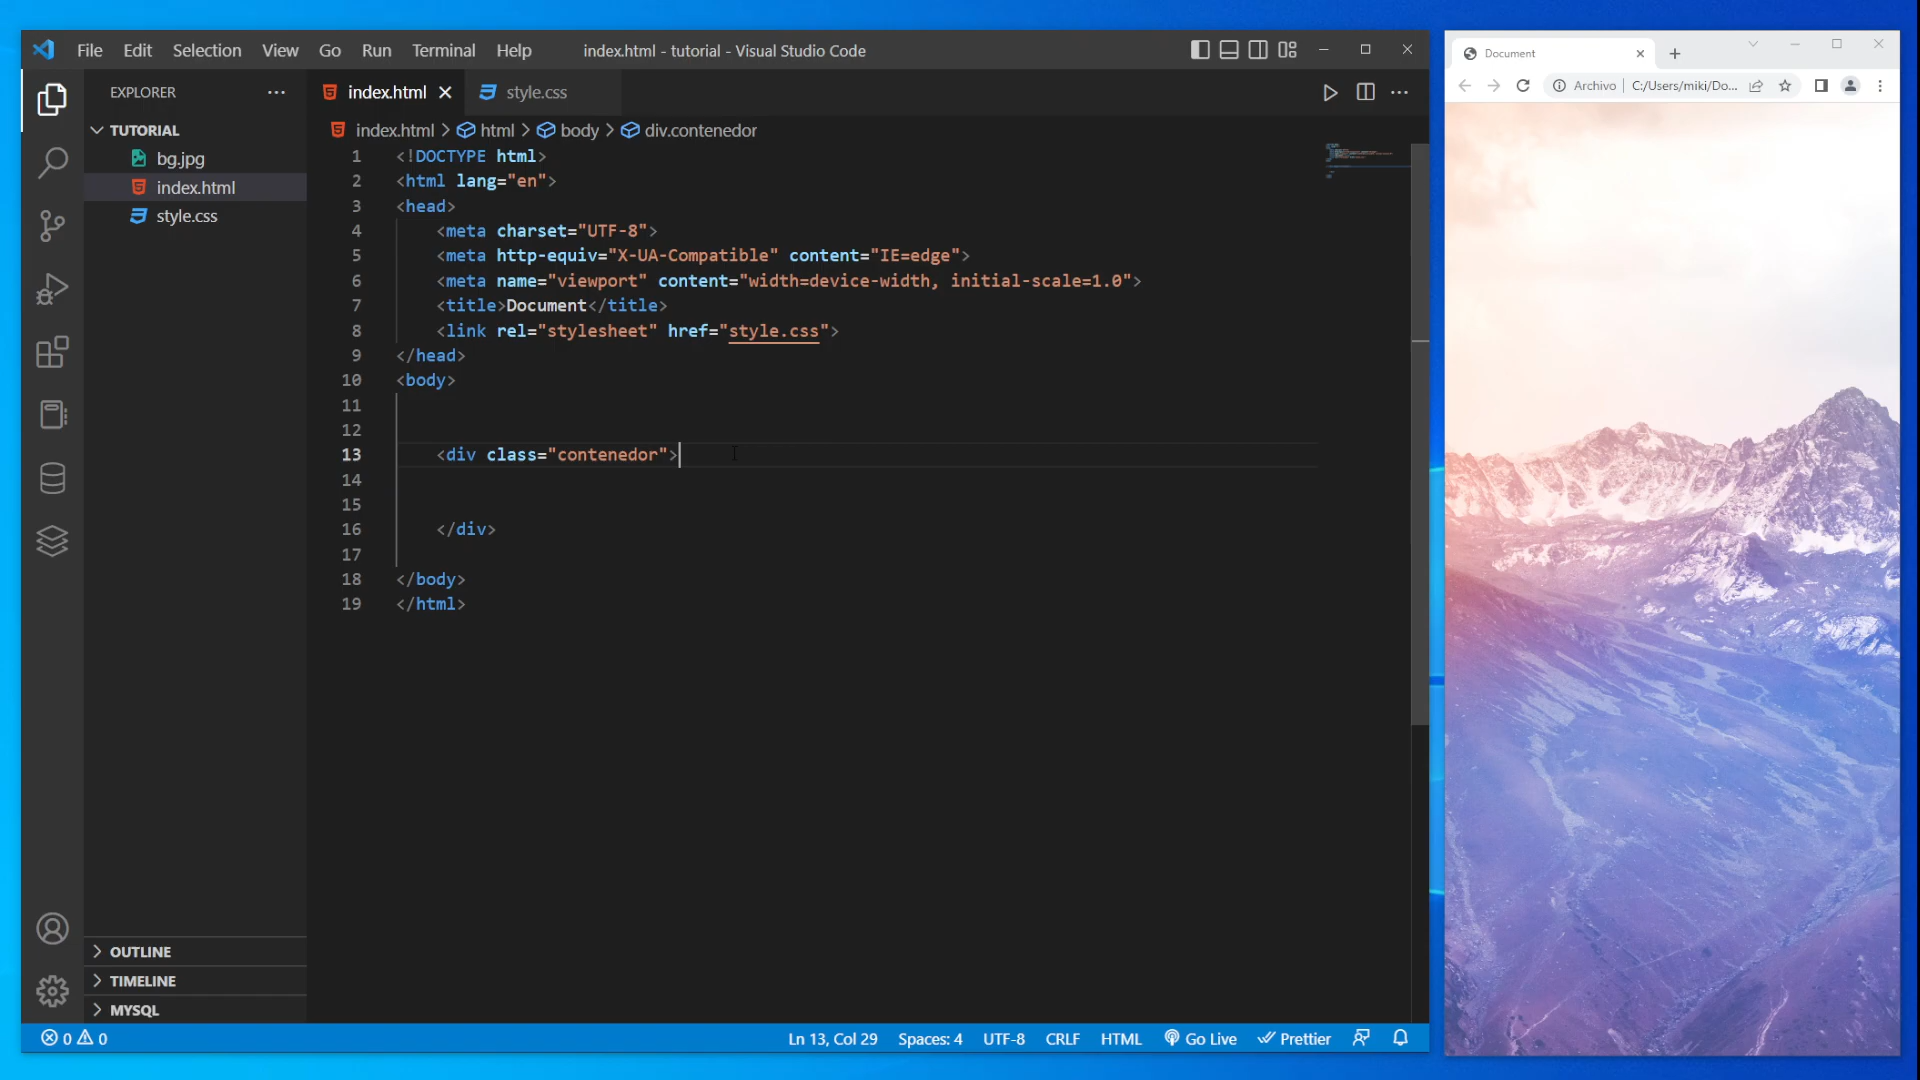 File Edit Selection View Go Run Terminal Help index.html - tutorial - Visual Studio Code
EXPLORER
TUTORIAL
bg.jpg
index.html
style.css
OUTLINE
TIMELINE
MYSQL
index.html style.css
index.html > html > body > div.contenedor
1 <!DOCTYPE html>
2 <html lang="en">
3 <head>
4 <meta charset="UTF-8">
5 <meta http-equiv="X-UA-Compatible" content="IE=edge">
6 <meta name="viewport" content="width=device-width, initial-scale=1.0">
7 <title>Document</title>
8 <link rel="stylesheet" href="style.css">
9 </head>
10 <body>
11
12
13 <div class="contenedor">
14
15
16 </div>
17
18 </body>
19 </html>
0 0 Ln 13, Col 29 Spaces: 4 UTF-8 CRLF HTML Go Live Prettier
Document
Archivo C:/Users/miki/Do...